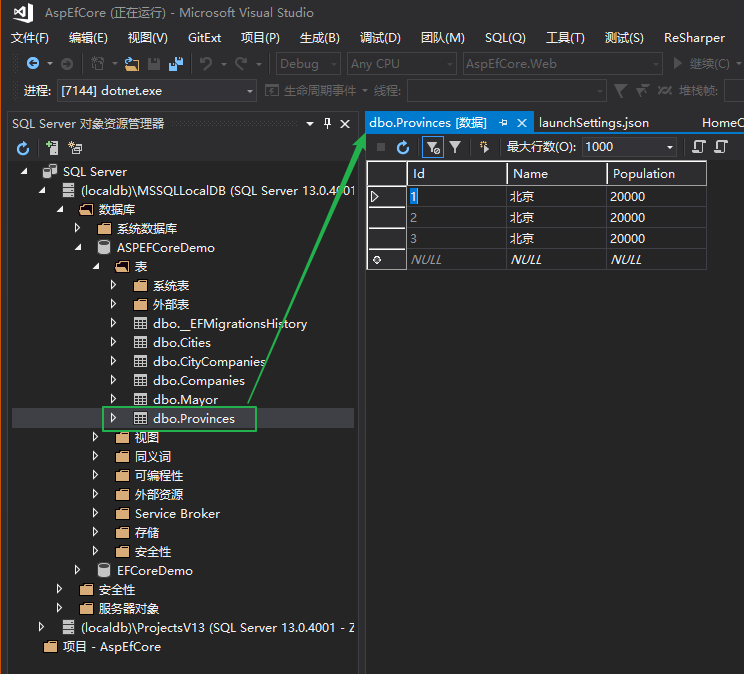 AspEfCore (正在运行) - Microsoft Visual Studio
文件(F) 编辑(E) 视图(V) GitExt 项目(P) 生成(B) 调试(D) 团队(M) SQL(Q) 工具(T) 测试(S) ReSharper
Debug Any CPU AspEfCore.Web 继续(C)
进程: [7144] dotnet.exe 生命周期事件 线程: 堆栈帧:
SQL Server 对象资源管理器
dbo.Provinces [数据] launchSettings.json HomeC
最大行数(O): 1000
Id Name Population
1 北京 20000
2 北京 20000
3 北京 20000
NULL NULL NULL
SQL Server
(localdb)\MSSQLLocalDB (SQL Server 13.0.4001
数据库
系统数据库
ASPEFCoreDemo
表
系统表
外部表
dbo.__EFMigrationsHistory
dbo.Cities
dbo.CityCompanies
dbo.Companies
dbo.Mayor
dbo.Provinces
视图
同义词
可编程性
外部资源
Service Broker
存储
安全性
EFCoreDemo
安全性
服务器对象
(localdb)\ProjectsV13 (SQL Server 13.0.4001 - Z
项目 - AspEfCore